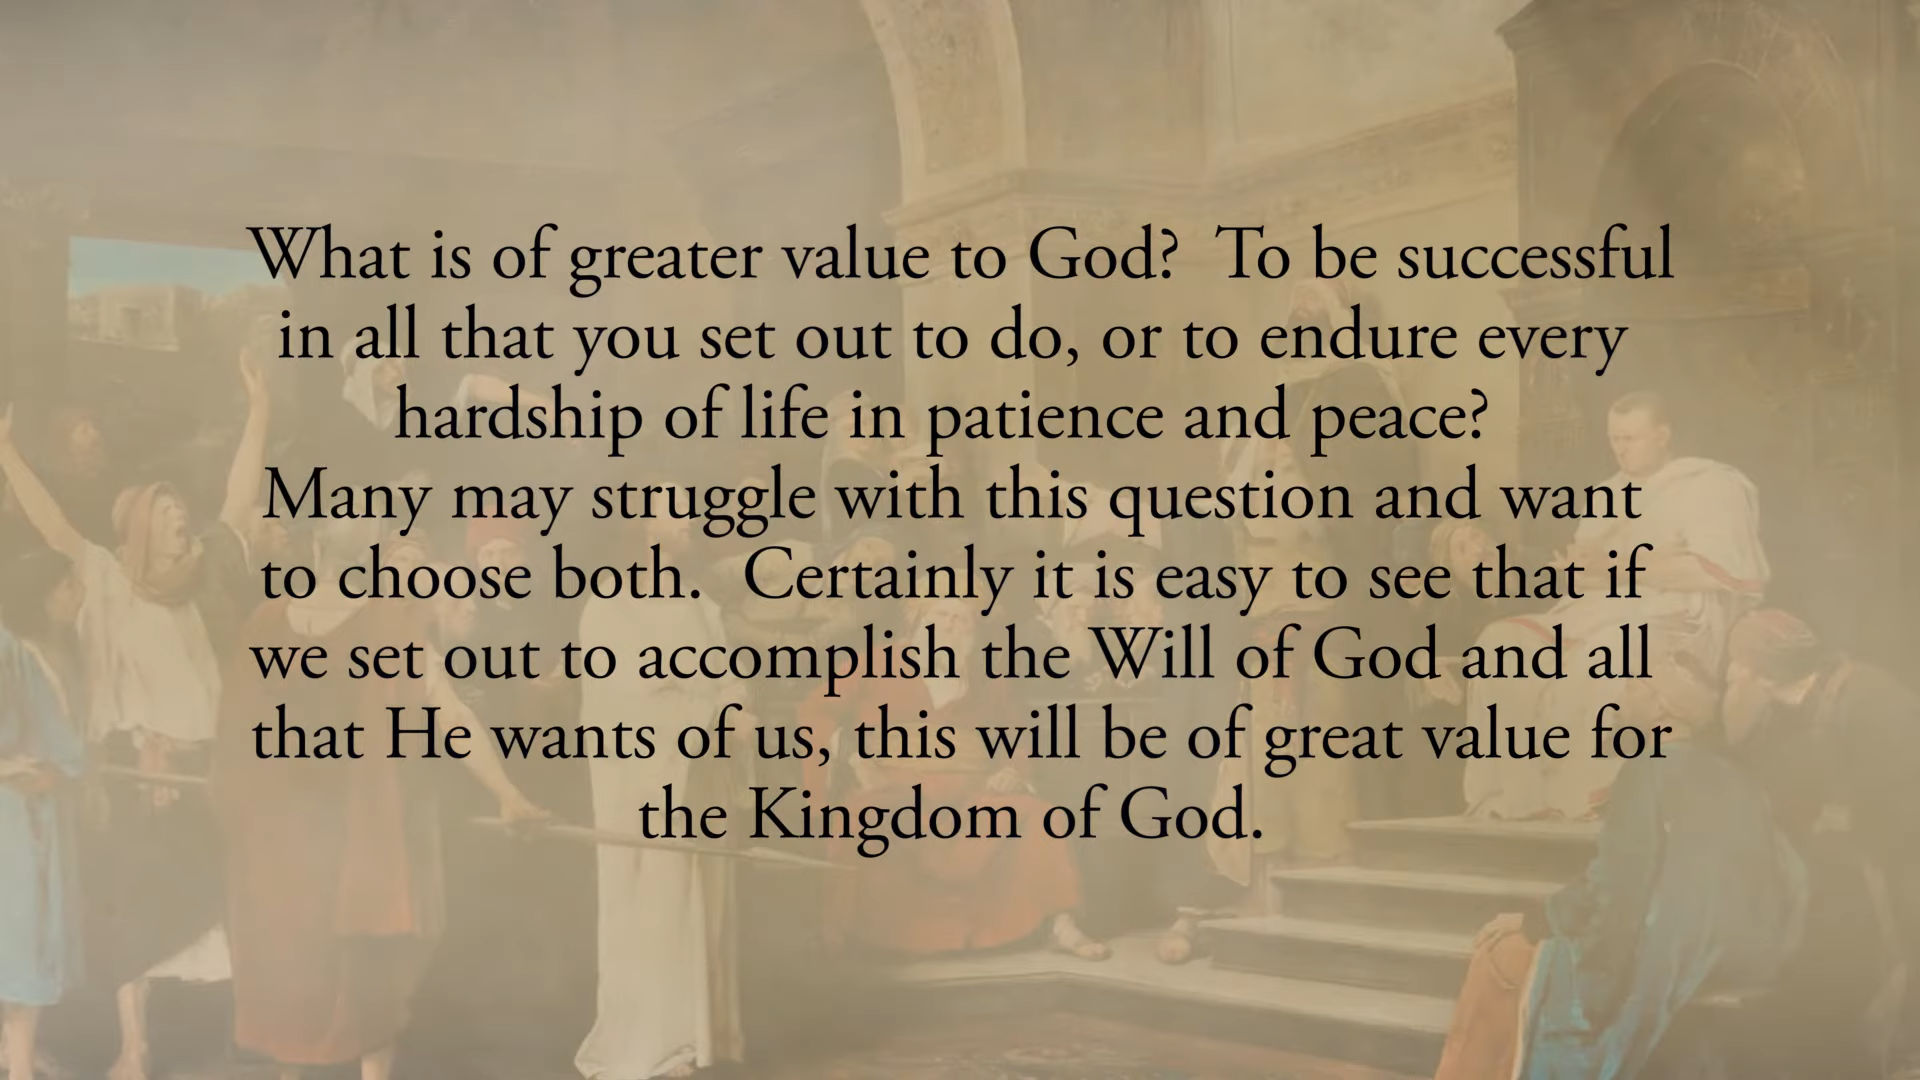 What is of greater value to God?  To be successful
in all that you set out to do, or to endure every
hardship of life in patience and peace?
Many may struggle with this question and want
to choose both.  Certainly it is easy to see that if
we set out to accomplish the Will of God and all
that He wants of us, this will be of great value for
the Kingdom of God.